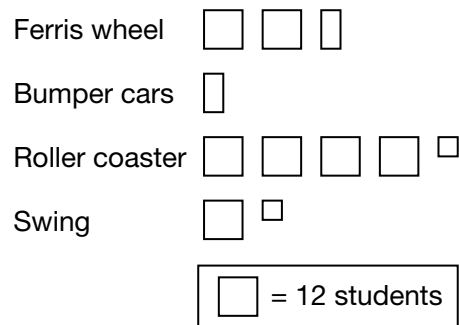 Ferris wheel
Bumper cars
Roller coaster
Swing
= 12 students